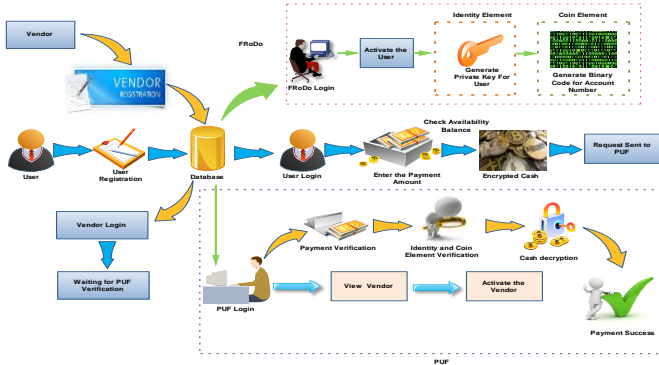 Vendor
FRoDo
Identity Element
Coin Element
Activate the
User
FRoDo Login
Generate
Private Key For
User
Generate Binary
Code for Account
Number
VENDOR
REGISTRATION
Check Availability
Balance
User
User
Registration
Database
User Login
Enter the Payment
Amount
Encrypted Cash
Request Sent to
PUF
Vendor Login
Waiting for PUF
Verification
Payment Verification
Identity and Coin
Element Verification
Cash decryption
PUF Login
View Vendor
Activate the
Vendor
Payment Success
PUF